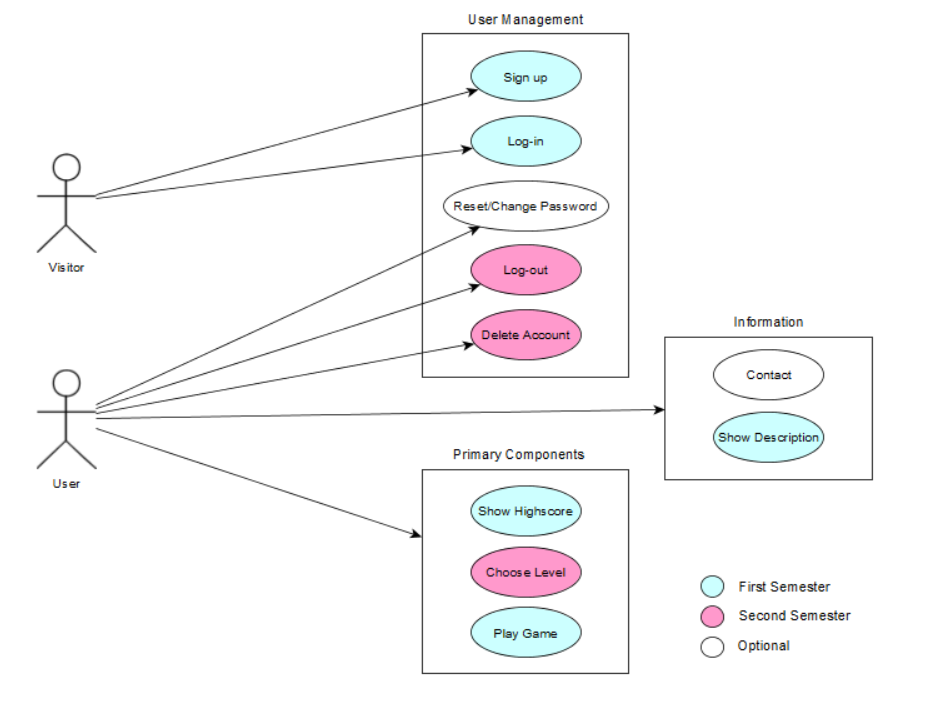 User Management
Sign up
Log-in
Reset/Change Password
Log-out
Delete Account
Visitor
User
Information
Contact
Show Description
Primary Components
Show Highscore
Choose Level
Play Game
First Semester
Second Semester
Optional